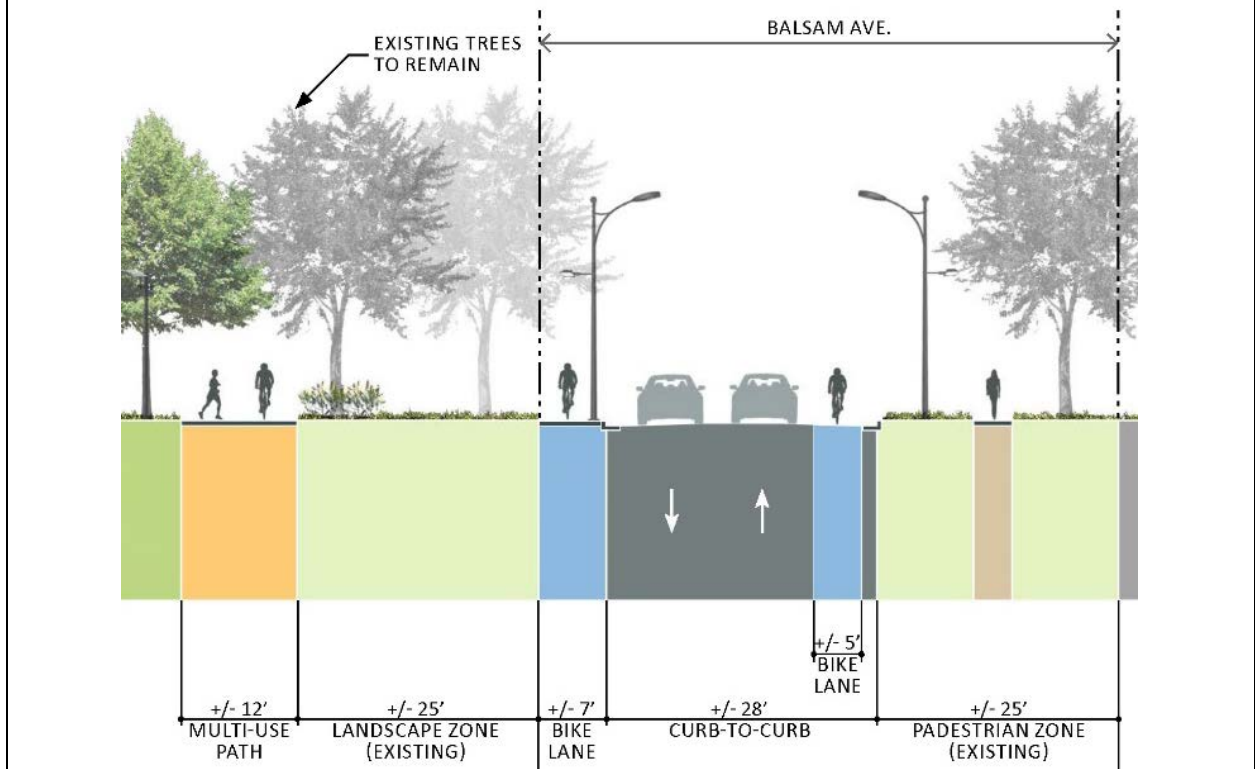 BALSAM AVE.
EXISTING TREES
TO REMAIN
+/- 5’
BIKE
LANE
+/- 12’
MULTI-USE
PATH
+/- 25’
LANDSCAPE ZONE
(EXISTING)
+/- 7’
BIKE
LANE
+/- 28’
CURB-TO-CURB
+/- 25’
PADESTRIAN ZONE
(EXISTING)